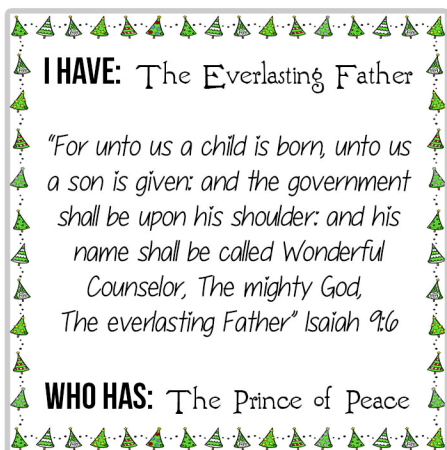 I HAVE: The Everlasting Father
"For unto us a child is born, unto us
a son is given: and the government
shall be upon his shoulder: and his
name shall be called Wonderful
Counselor, The mighty God,
The everlasting Father" Isaiah 9:6
WHO HAS: The Prince of Peace